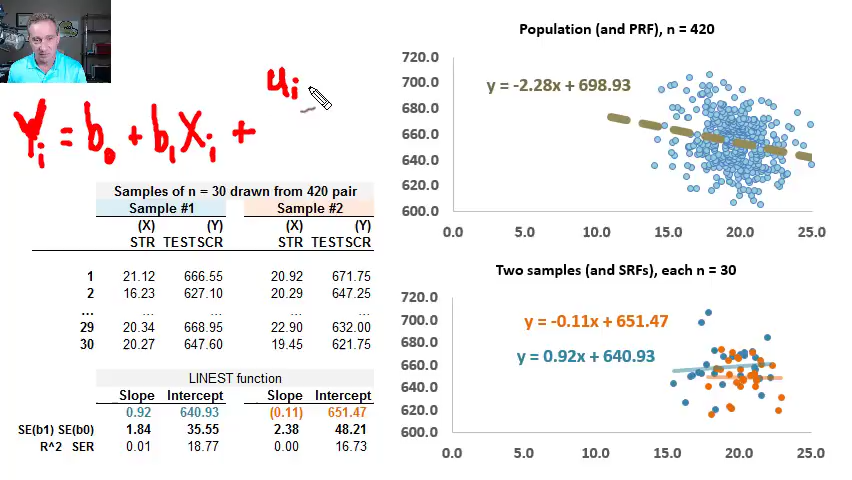 Yi = b0 + b1Xi + ui
Samples of n = 30 drawn from 420 pair
Sample #1 Sample #2
(X) (Y) (X) (Y)
STR TESTSCR STR TESTSCR
1 21.12 666.55 20.92 671.75
2 16.23 627.10 20.29 647.25
... ... ... ... ...
29 20.34 668.95 22.90 632.00
30 20.27 647.60 19.45 621.75
LINEST function
Slope Intercept Slope Intercept
0.92 640.93 (0.11) 651.47
SE(b1) SE(b0) 1.84 35.55 2.38 48.21
R^2 SER 0.01 18.77 0.00 16.73
Population (and PRF), n = 420
y = -2.28x + 698.93
720.0
700.0
680.0
660.0
640.0
620.0
600.0
0.0 5.0 10.0 15.0 20.0 25.0
Two samples (and SRFs), each n = 30
y = -0.11x + 651.47
y = 0.92x + 640.93
720.0
700.0
680.0
660.0
640.0
620.0
600.0
0.0 5.0 10.0 15.0 20.0 25.0